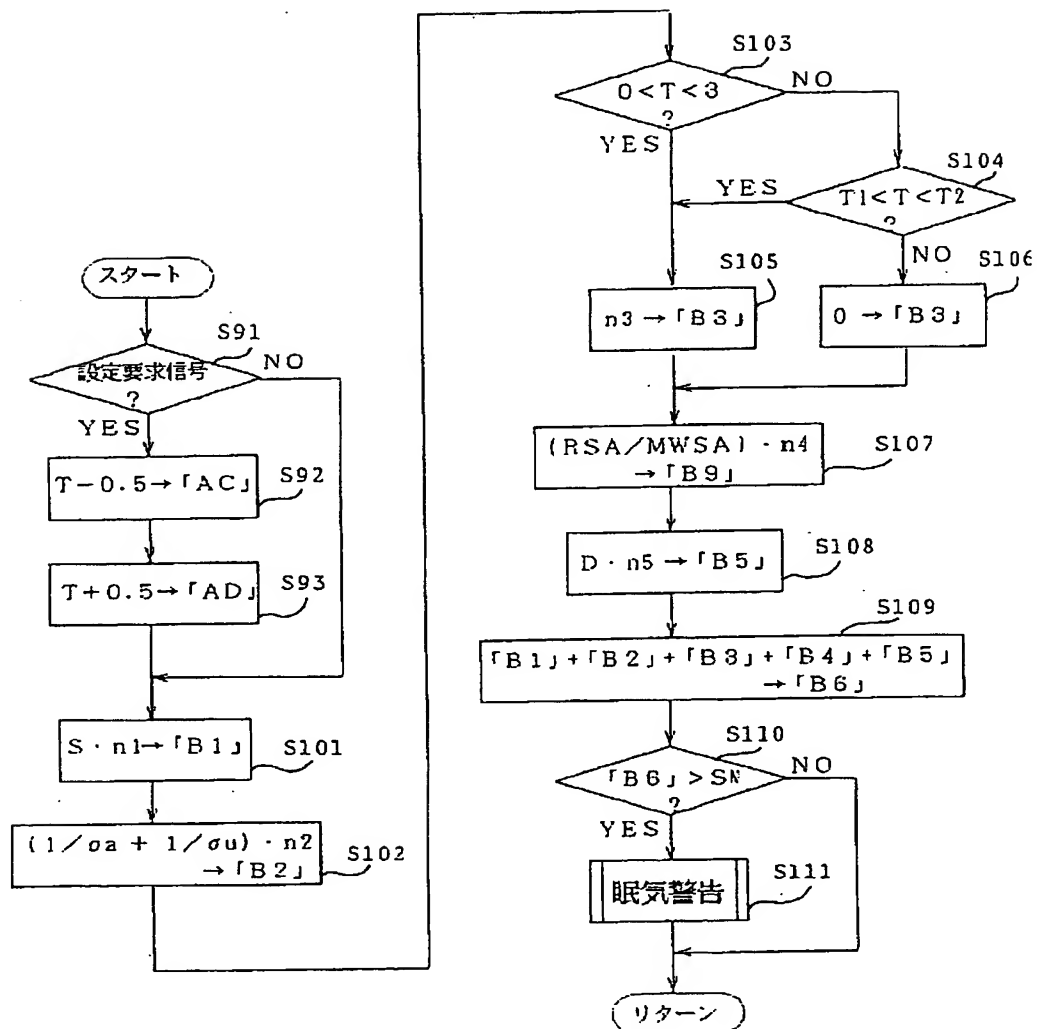 スタート
S91
設定要求信号
?
NO
YES
T-0.5→「AC」
S92
T+0.5→「AD」
S93
S・n1→「B1」
S101
(1/σa + 1/σu)・n2
→「B2」
S102
S103
0<T<3
?
NO
YES
S104
T1<T<T2
?
YES
NO
S105
n3→「B3」
S106
0→「B3」
(RSA/MWSA)・n4
→「B9」
S107
D・n5→「B5」
S108
S109
「B1」+「B2」+「B3」+「B4」+「B5」
→「B6」
S110
「B6」>SN
?
NO
YES
眠気警告
S111
リターン